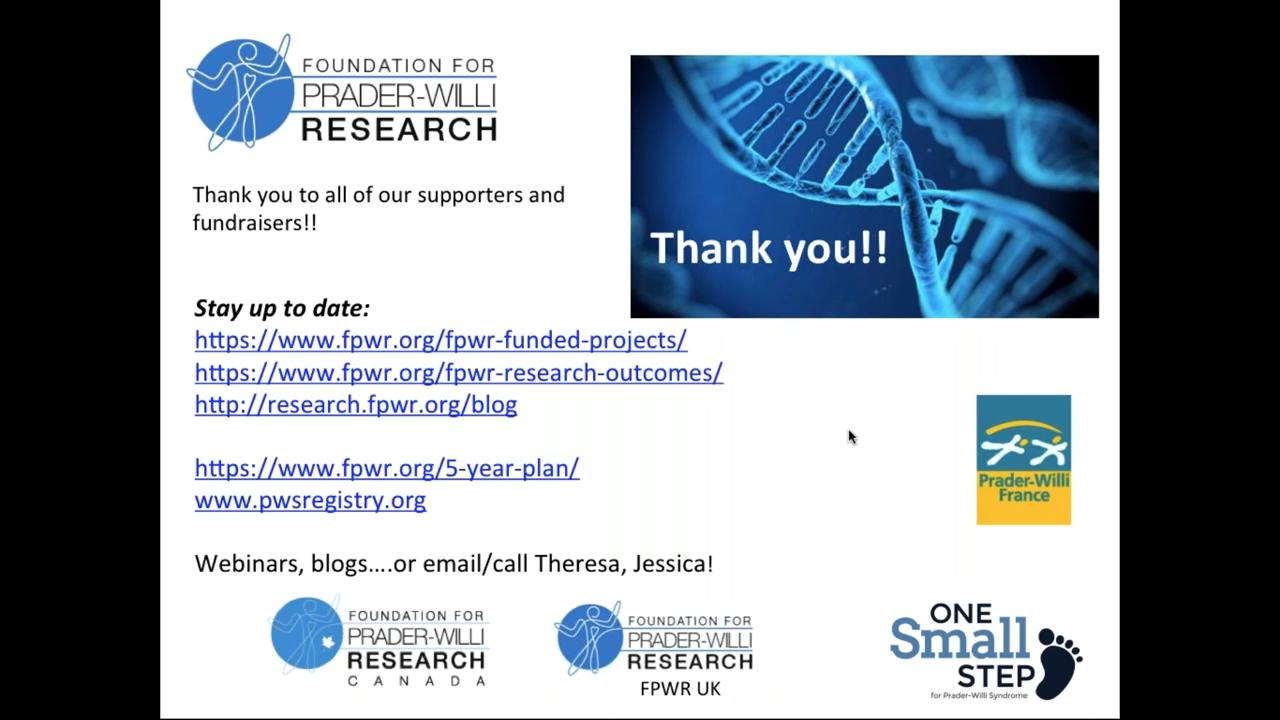 FOUNDATION FOR
PRADER-WILLI
RESEARCH
Thank you to all of our supporters and
fundraisers!!
Thank you!!
Stay up to date:
https://www.fpwr.org/fpwr-funded-projects/
https://www.fpwr.org/fpwr-research-outcomes/
http://research.fpwr.org/blog
https://www.fpwr.org/5-year-plan/
www.pwsregistry.org
Prader-Willi
France
Webinars, blogs....or email/call Theresa, Jessica!
FOUNDATION FOR
PRADER-WILLI
RESEARCH
CANADA
FOUNDATION FOR
PRADER-WILLI
RESEARCH
FPWR UK
ONE
Small
STEP
for Prader-Willi Syndrome